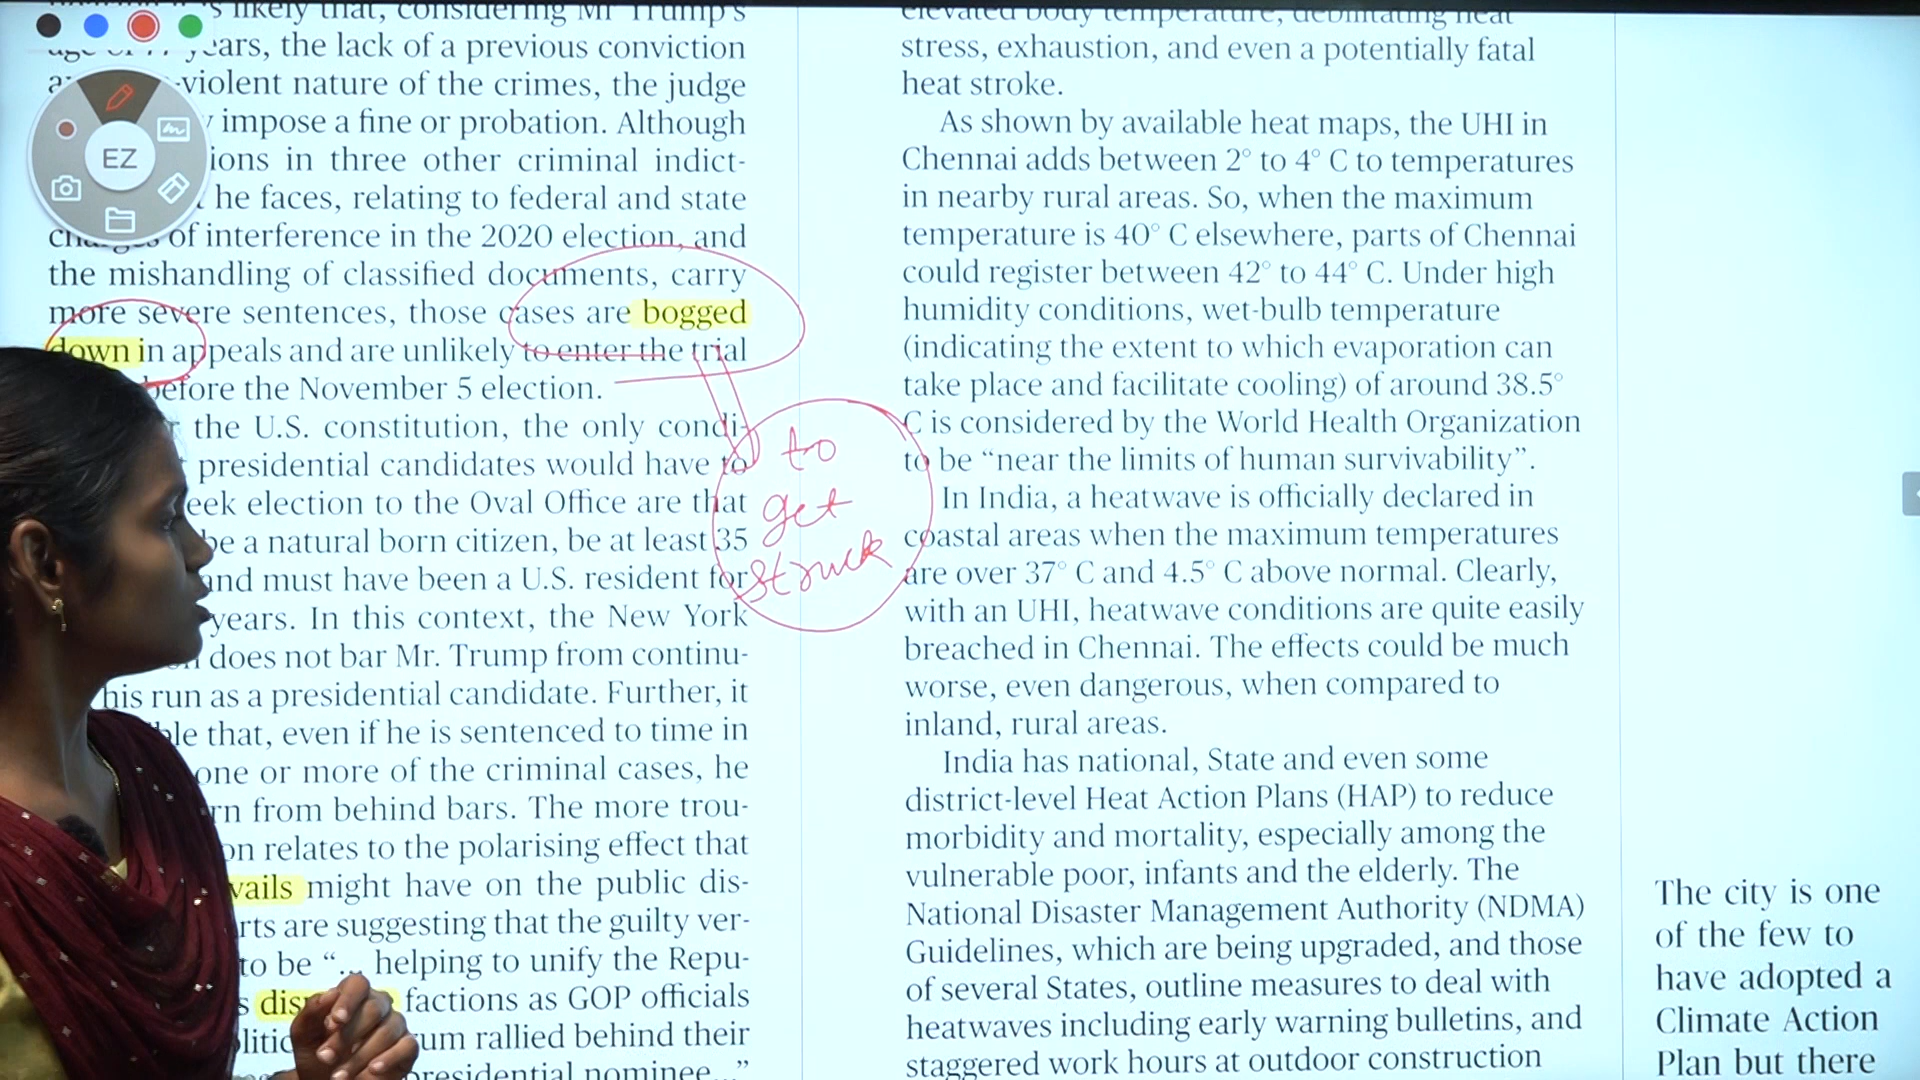 s likely that, considering Mr Trump's
years, the lack of a previous conviction
-violent nature of the crimes, the judge
impose a fine or probation. Although
ions in three other criminal indict-
he faces, relating to federal and state
of interference in the 2020 election, and
the mishandling of classified documents, carry
more severe sentences, those cases are bogged
down in appeals and are unlikely to enter the trial
before the November 5 election.
the U.S. constitution, the only condi-
presidential candidates would have to
eek election to the Oval Office are that
be a natural born citizen, be at least 35
and must have been a U.S. resident for
years. In this context, the New York
does not bar Mr. Trump from continu-
his run as a presidential candidate. Further, it
ble that, even if he is sentenced to time in
one or more of the criminal cases, he
rn from behind bars. The more trou-
on relates to the polarising effect that
vails might have on the public dis-
rts are suggesting that the guilty ver-
to be “... helping to unify the Repu-
s dis factions as GOP officials
litic um rallied behind their
presidential nominee...”
EZ
to
get
struck
elevated body temperature, debilitating heat
stress, exhaustion, and even a potentially fatal
heat stroke.
As shown by available heat maps, the UHI in
Chennai adds between 2° to 4° C to temperatures
in nearby rural areas. So, when the maximum
temperature is 40° C elsewhere, parts of Chennai
could register between 42° to 44° C. Under high
humidity conditions, wet-bulb temperature
(indicating the extent to which evaporation can
take place and facilitate cooling) of around 38.5°
C is considered by the World Health Organization
to be “near the limits of human survivability”.
In India, a heatwave is officially declared in
coastal areas when the maximum temperatures
are over 37° C and 4.5° C above normal. Clearly,
with an UHI, heatwave conditions are quite easily
breached in Chennai. The effects could be much
worse, even dangerous, when compared to
inland, rural areas.
India has national, State and even some
district-level Heat Action Plans (HAP) to reduce
morbidity and mortality, especially among the
vulnerable poor, infants and the elderly. The
National Disaster Management Authority (NDMA)
Guidelines, which are being upgraded, and those
of several States, outline measures to deal with
heatwaves including early warning bulletins, and
staggered work hours at outdoor construction
The city is one
of the few to
have adopted a
Climate Action
Plan but there